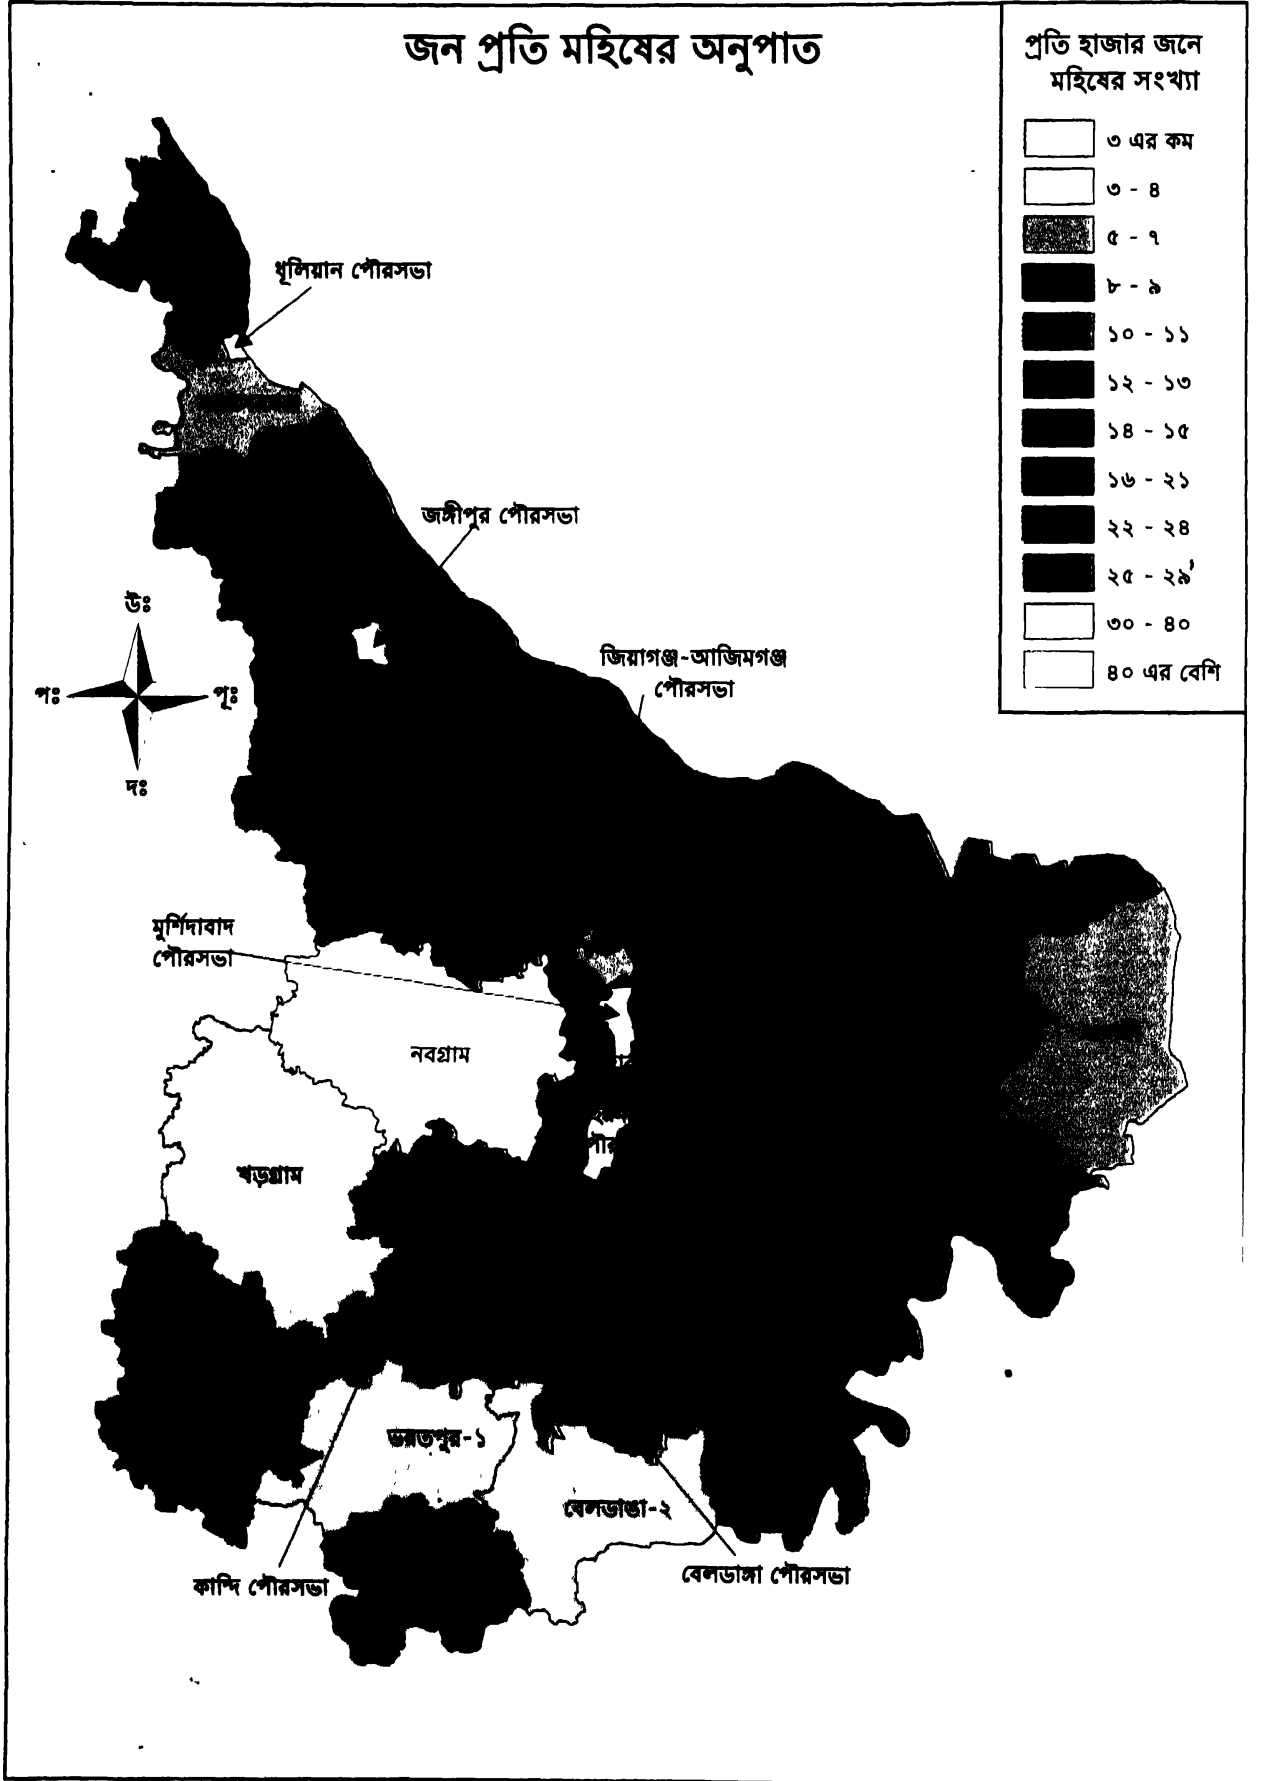 জন প্রতি মহিষের অনুপাত
প্রতি হাজার জনে
মহিষের সংখ্যা
৩ এর কম
৩ - ৪
৫ - ৭
৮ - ৯
১০ - ১১
১২ - ১৩
১৪ - ১৫
১৬ - ২১
২২ - ২৪
২৫ - ২৯
৩০ - ৪০
৪০ এর বেশি
ধূলিয়ান পৌরসভা
জঙ্গীপুর পৌরসভা
উঃ
পঃ
পূঃ
দঃ
জিয়াগঞ্জ-আজিমগঞ্জ
পৌরসভা
মুর্শিদাবাদ
পৌরসভা
নবগ্রাম
খড়গ্রাম
ভরতপুর-১
বেলডাঙা-২
কান্দি পৌরসভা
বেলডাঙ্গা পৌরসভা